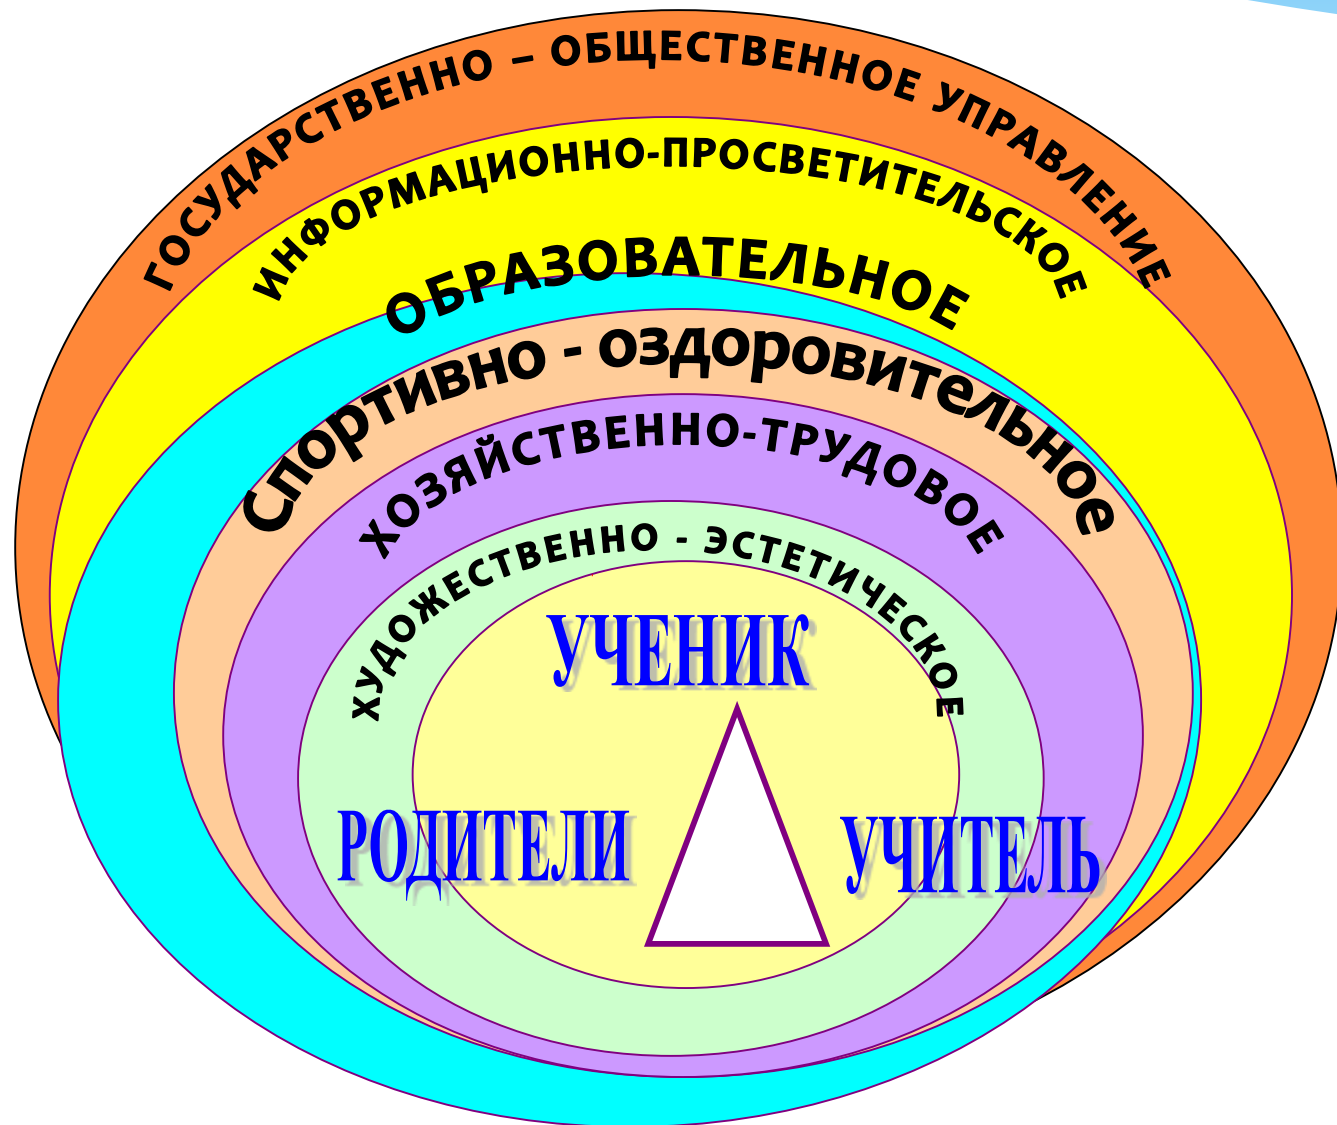 ГОСУДАРСТВЕННО – ОБЩЕСТВЕННОЕ УПРАВЛЕНИЕ
ИНФОРМАЦИОННО-ПРОСВЕТИТЕЛЬСКОЕ
ОБРАЗОВАТЕЛЬНОЕ
Спортивно - оздоровительное
ХОЗЯЙСТВЕННО-ТРУДОВОЕ
ХУДОЖЕСТВЕННО - ЭСТЕТИЧЕСКОЕ
УЧЕНИК
РОДИТЕЛИ
УЧИТЕЛЬ